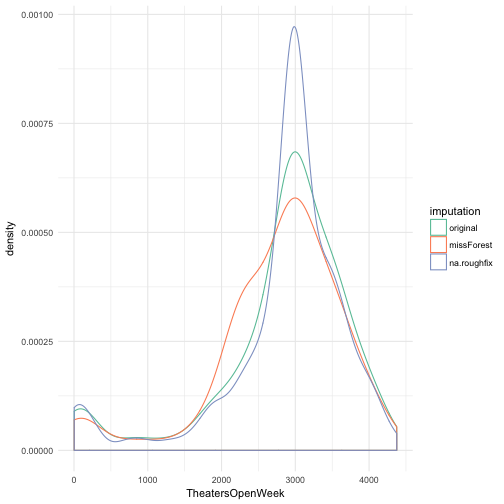 0.00100
0.00075
0.00050
0.00025
0.00000
density
0 1000 2000 3000 4000
TheatersOpenWeek
imputation
original
missForest
na.roughfix